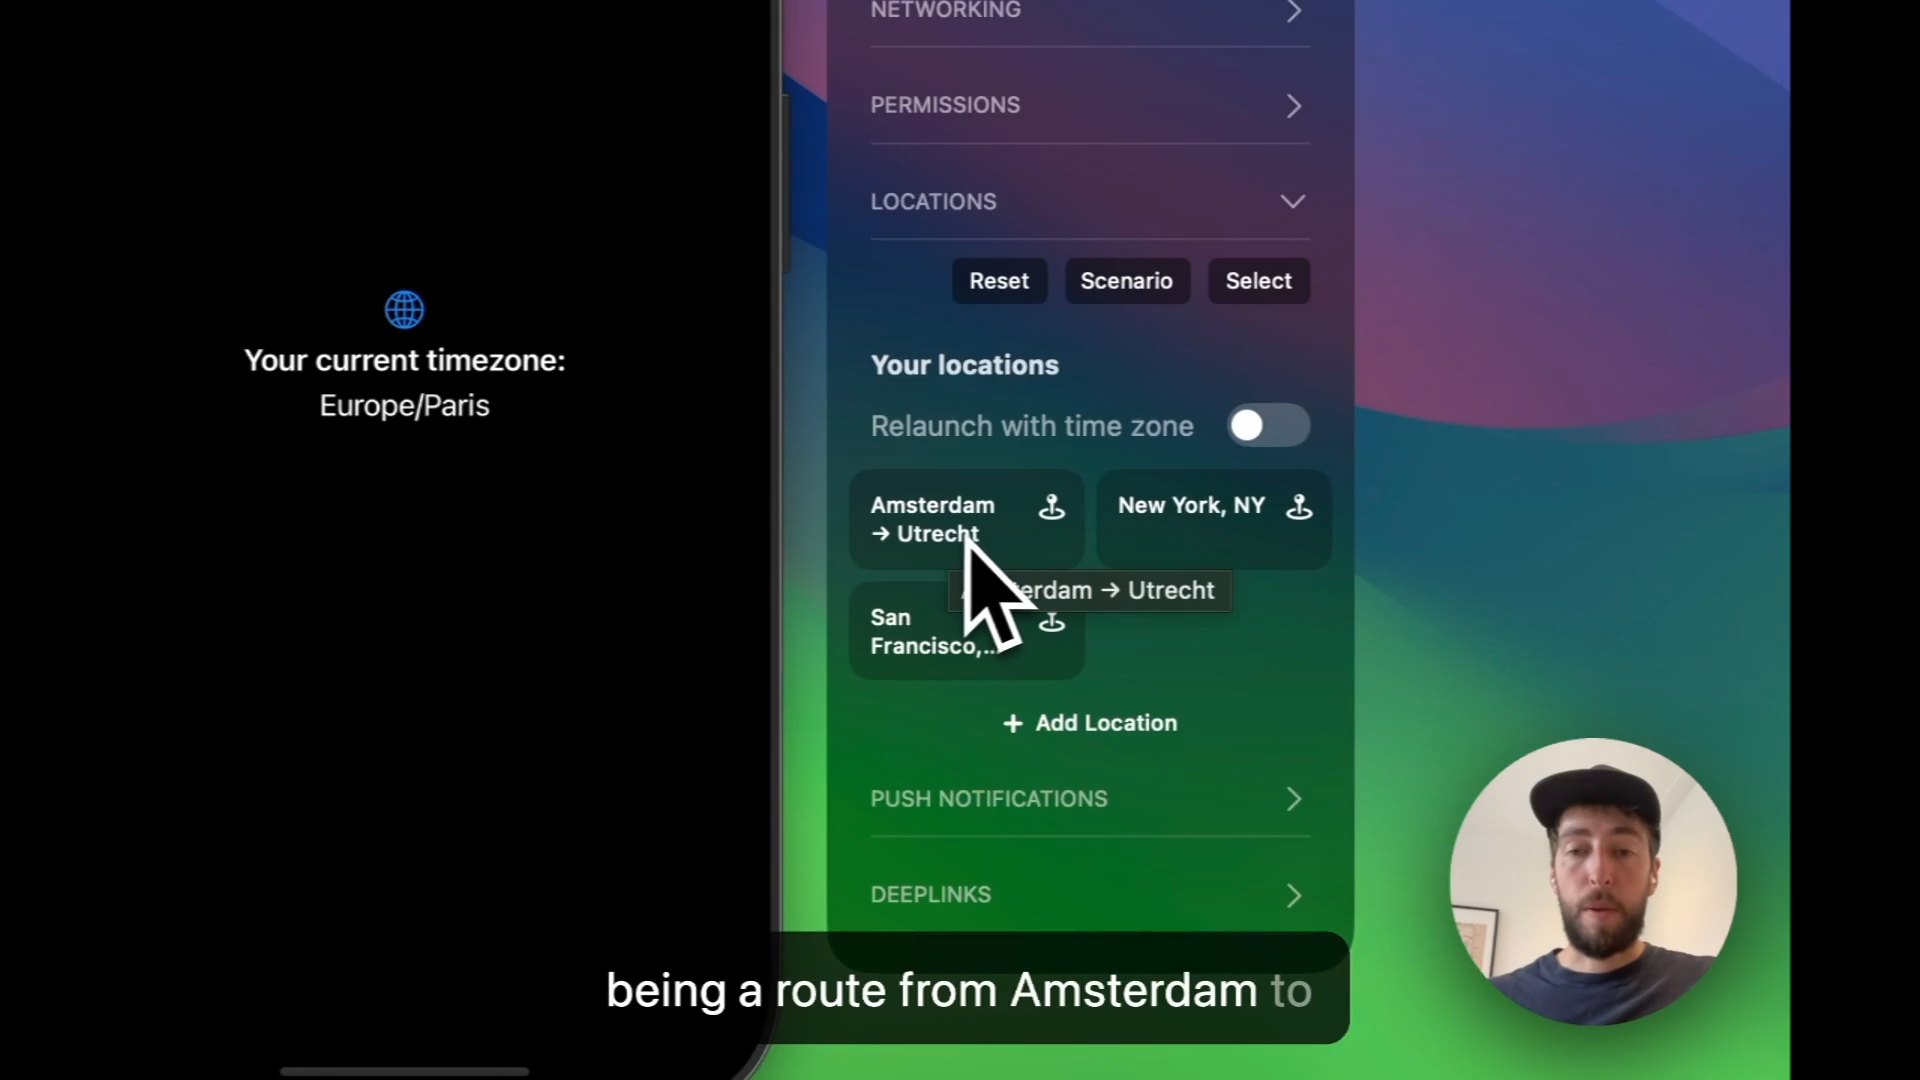 NETWORKING
PERMISSIONS
LOCATIONS
Reset Scenario Select
Your current timezone:
Europe/Paris
Your locations
Relaunch with time zone
Amsterdam
→ Utrecht
New York, NY
erdam → Utrecht
San
Francisco,...
+ Add Location
PUSH NOTIFICATIONS
DEEPLINKS
being a route from Amsterdam to